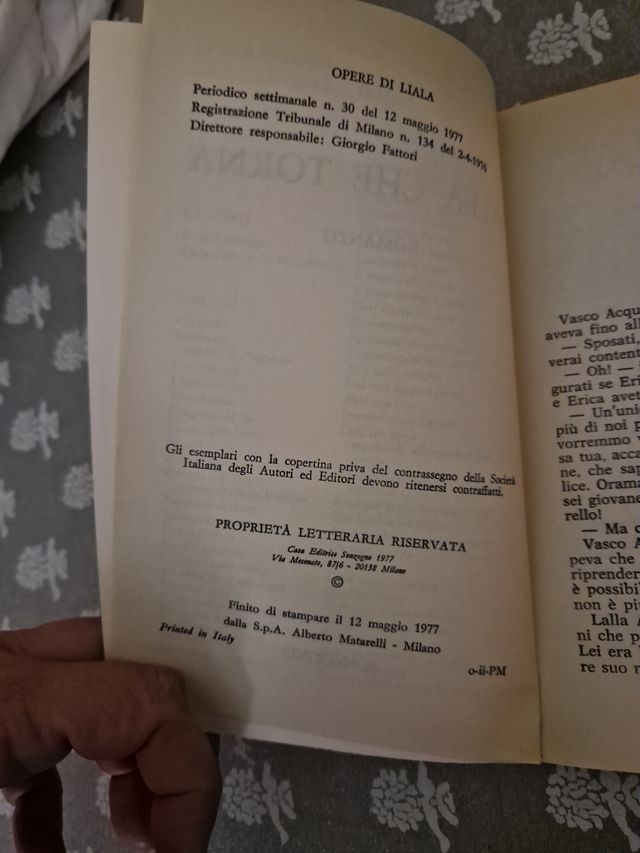 OPERE DI LIALA
Periodico settimanale n. 30 del 12 maggio 1977
Registrazione Tribunale di Milano n. 134 del 2-4-1976
Direttore responsabile: Giorgio Fattori
Gli esemplari con la copertina priva del contrassegno della Società
Italiana degli Autori ed Editori devono ritenersi contraffatti.
PROPRIETÀ LETTERARIA RISERVATA
Casa Editrice Sonzogno 1977
Via Mecenate, 87/6 - 20138 Milano
©
Finito di stampare il 12 maggio 1977
dalla S.p.A. Alberto Matarelli - Milano
Printed in Italy
o-ii-PM
Vasco Acqu
aveva fino al
— Sposati,
verai content
— Oh! —
gurati se Eri
e Erica avet
— Un'uni
più di noi p
vorremmo
sa tua, acca
ne, che sap
lice. Orama
sei giovane
rello!
— Ma c
Vasco A
peva che
riprender
è possibil
non è pi
Lalla
ni che p
Lei era
re suo